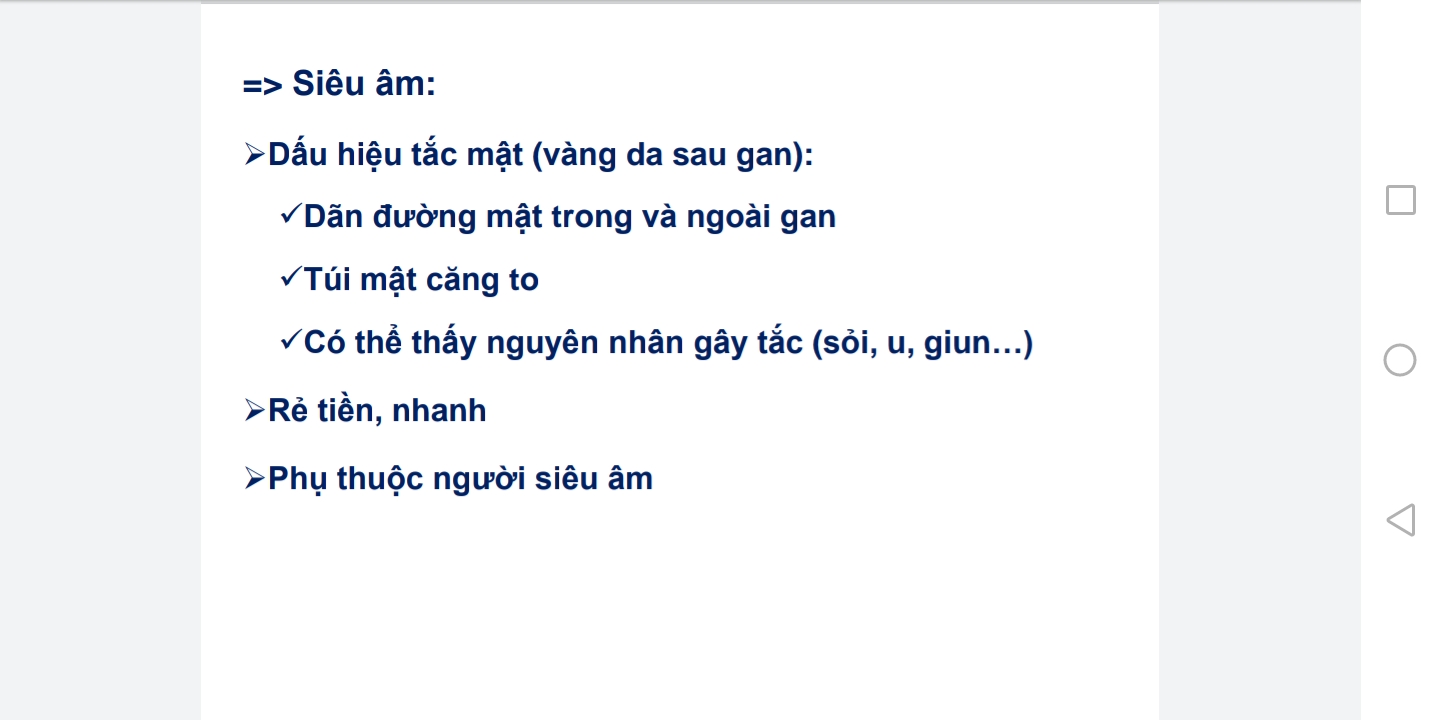 => Siêu âm:
➢Dấu hiệu tắc mật (vàng da sau gan):
✓Dãn đường mật trong và ngoài gan
✓Túi mật căng to
✓Có thể thấy nguyên nhân gây tắc (sỏi, u, giun…)
➢Rẻ tiền, nhanh
➢Phụ thuộc người siêu âm